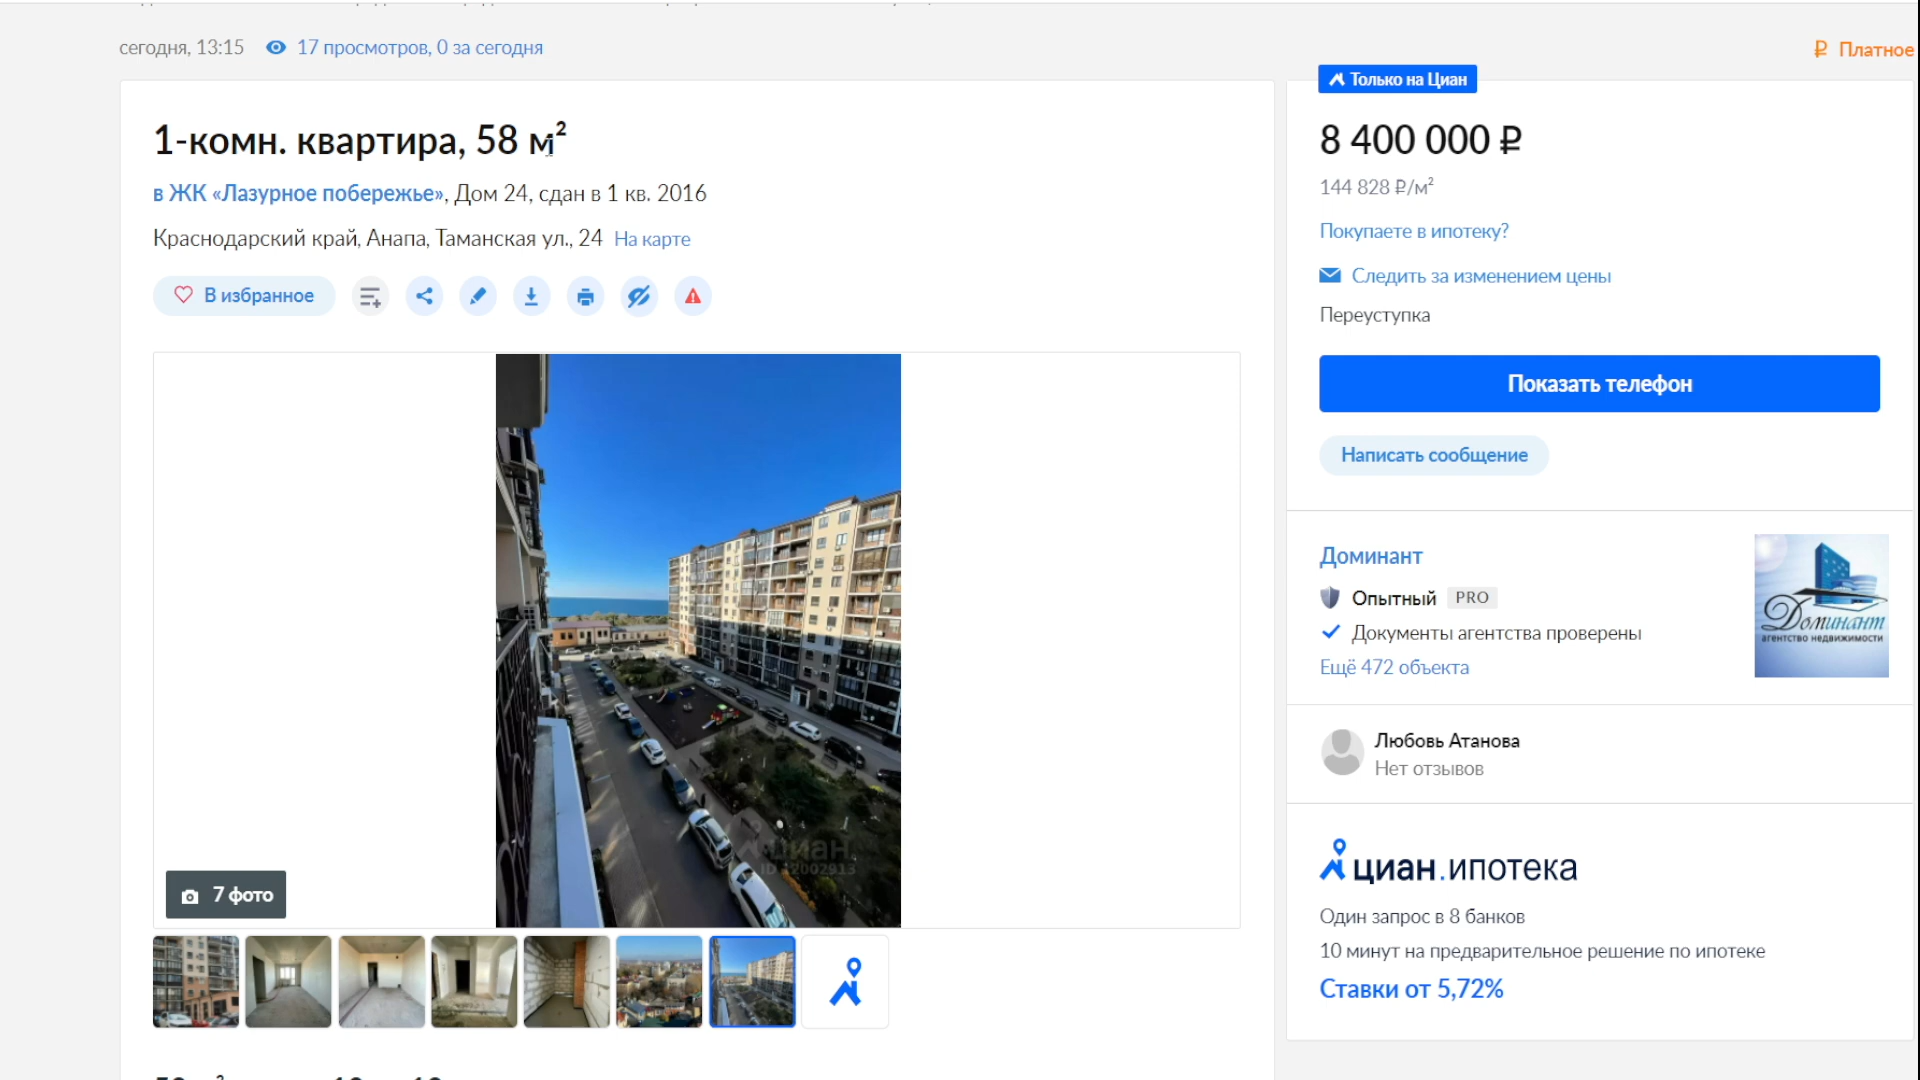 сегодня, 13:15 17 просмотров, 0 за сегодня
₽ Платное
1-комн. квартира, 58 м²
в ЖК «Лазурное побережье», Дом 24, сдан в 1 кв. 2016
Краснодарский край, Анапа, Таманская ул., 24 На карте
В избранное
циан
7 фото
Только на Циан
8 400 000 ₽
144 828 ₽/м²
Покупаете в ипотеку?
Следить за изменением цены
Переуступка
Показать телефон
Написать сообщение
Доминант
Опытный PRO
Документы агентства проверены
Ещё 472 объекта
Доминант
агентство недвижимости
Любовь Атанова
Нет отзывов
циан.ипотека
Один запрос в 8 банков
10 минут на предварительное решение по ипотеке
Ставки от 5,72%